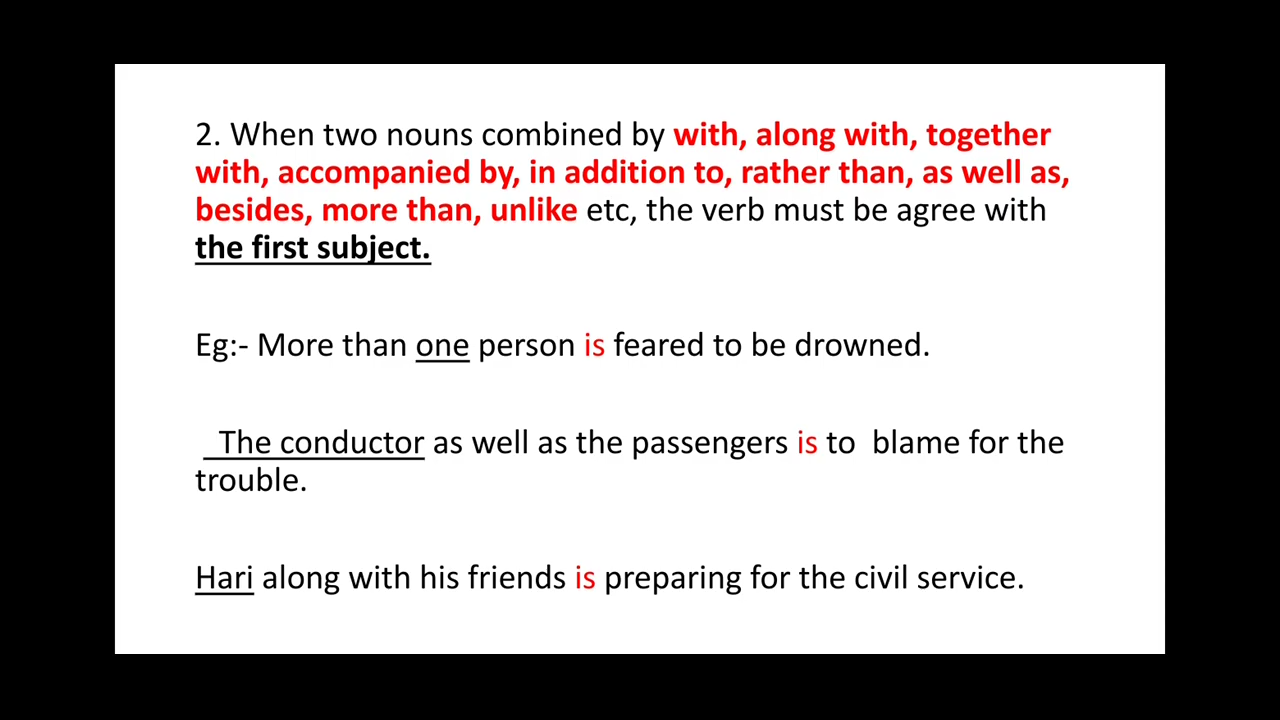 2. When two nouns combined by with, along with, together
with, accompanied by, in addition to, rather than, as well as,
besides, more than, unlike etc, the verb must be agree with
the first subject.
Eg:- More than one person is feared to be drowned.
The conductor as well as the passengers is to  blame for the
trouble.
Hari along with his friends is preparing for the civil service.